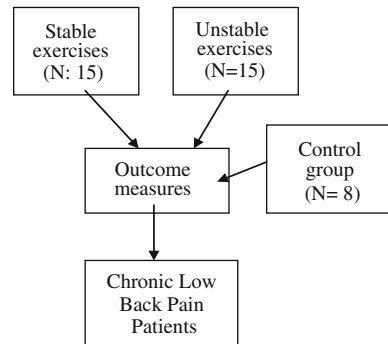 Stable
exercises
(N: 15)
Unstable
exercises
(N=15)
Outcome
measures
Control
group
(N= 8)
Chronic Low
Back Pain
Patients